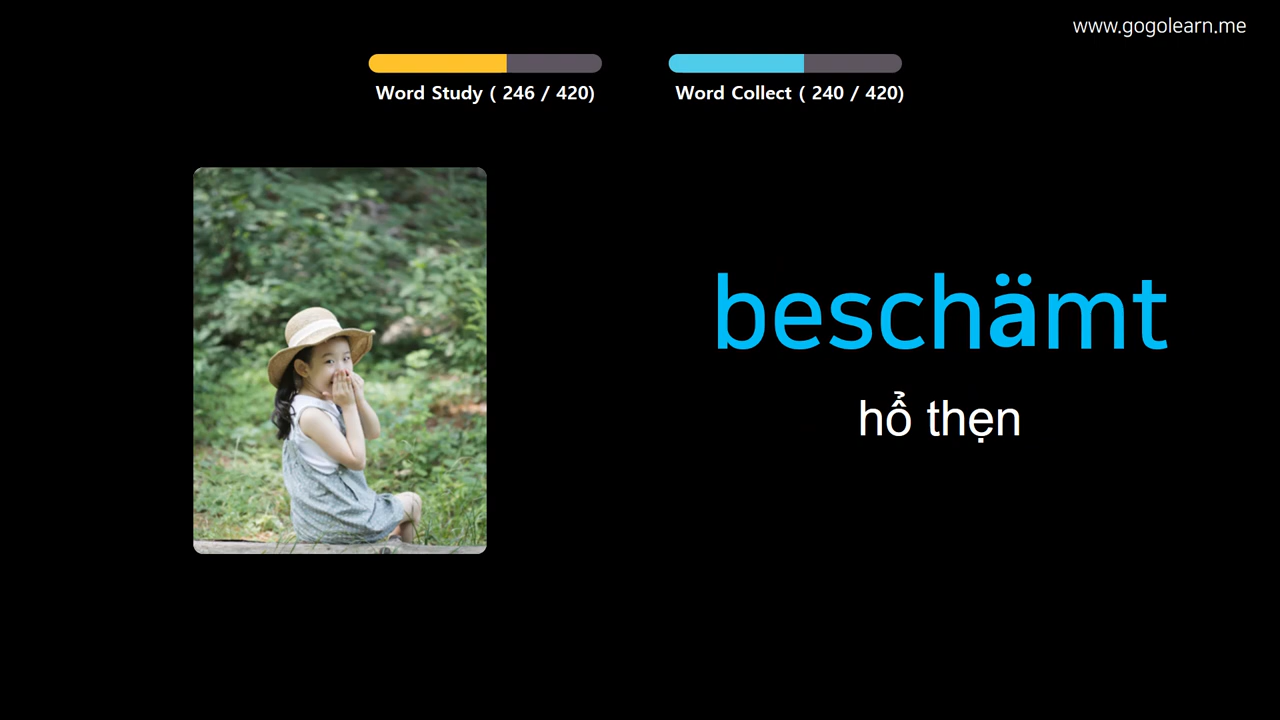 www.gogolearn.me
Word Study ( 246 / 420)
Word Collect ( 240 / 420)
beschämt
hổ thẹn